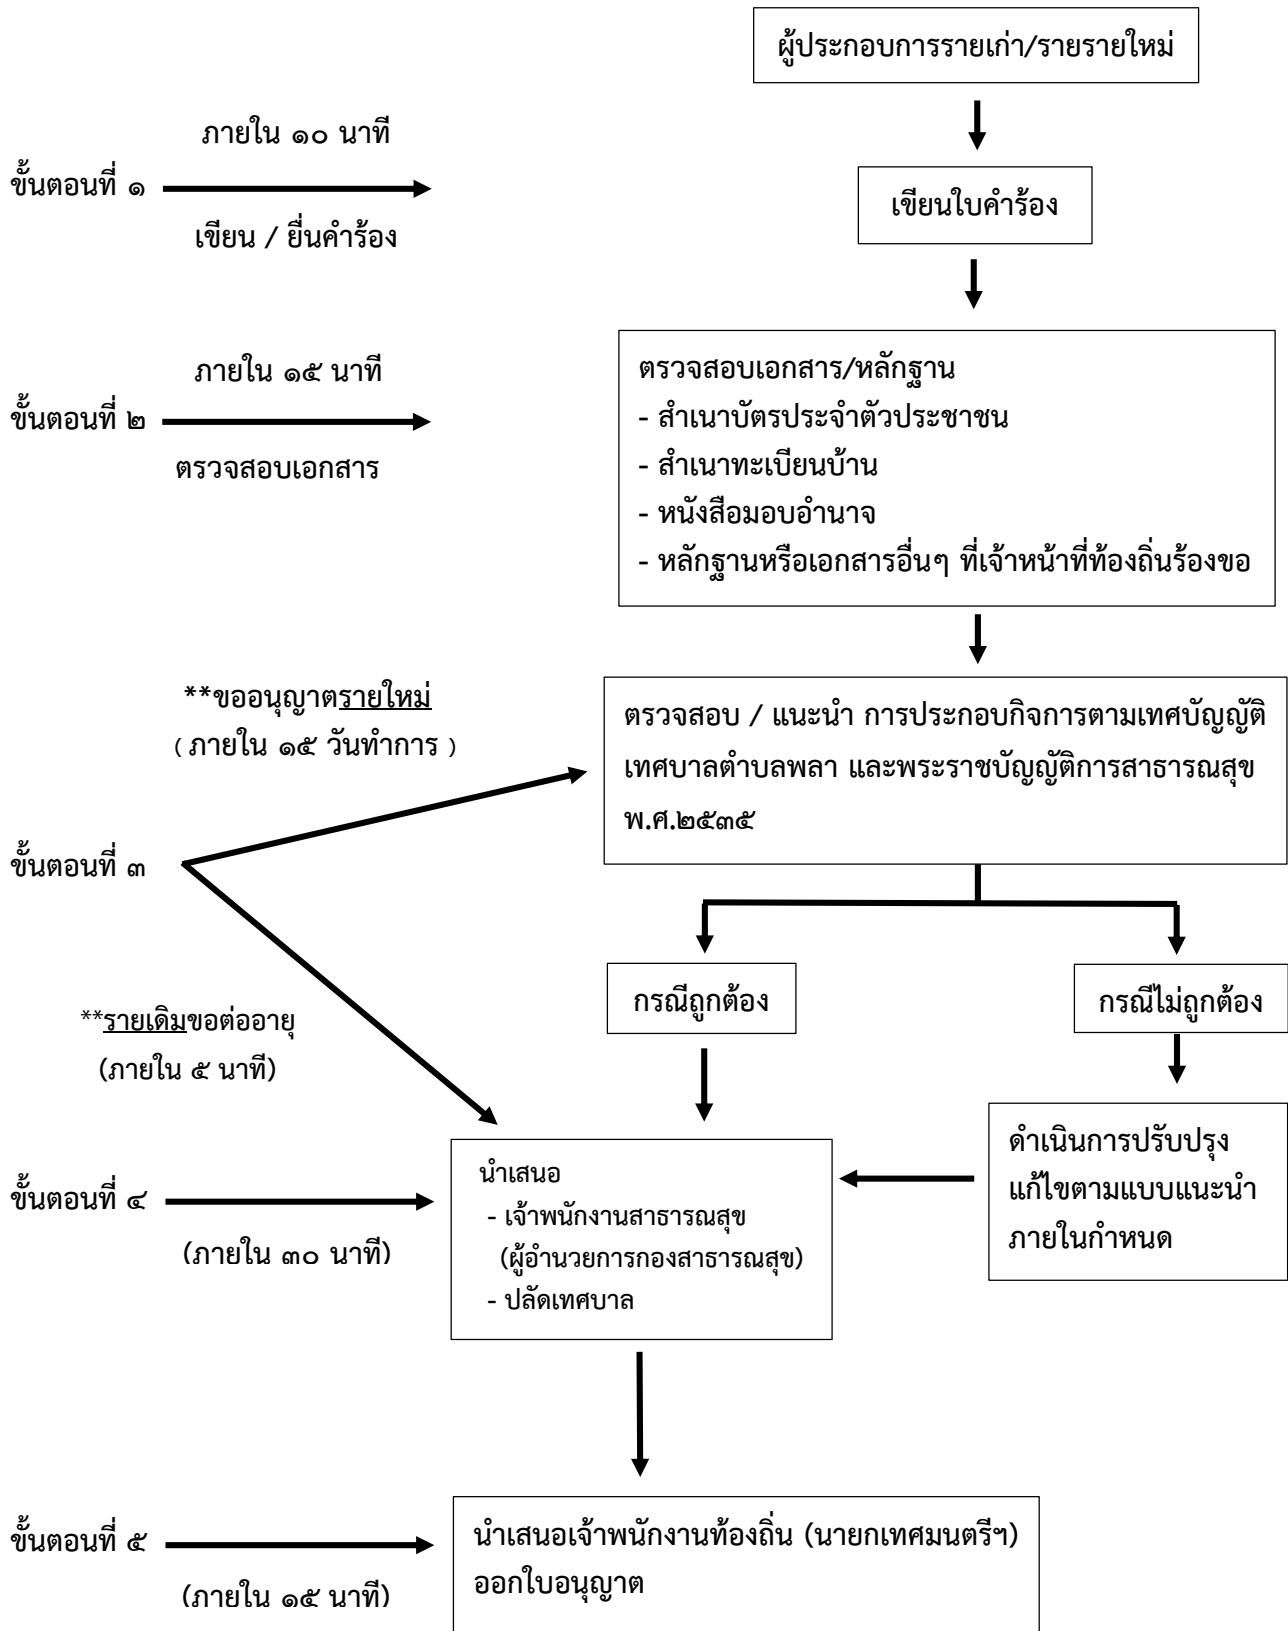 ผู้ประกอบการรายเก่า/รายรายใหม่
ภายใน ๑๐ นาที
ขั้นตอนที่ ๑
เขียน / ยื่นคำร้อง
เขียนใบคำร้อง
ภายใน ๑๕ นาที
ขั้นตอนที่ ๒
ตรวจสอบเอกสาร
ตรวจสอบเอกสาร/หลักฐาน
- สำเนาบัตรประจำตัวประชาชน
- สำเนาทะเบียนบ้าน
- หนังสือมอบอำนาจ
- หลักฐานหรือเอกสารอื่นๆ ที่เจ้าหน้าที่ท้องถิ่นร้องขอ
**ขออนุญาตรายใหม่
( ภายใน ๑๕ วันทำการ )
ตรวจสอบ / แนะนำ การประกอบกิจการตามเทศบัญญัติ
เทศบาลตำบลพลา และพระราชบัญญัติการสาธารณสุข
พ.ศ.๒๕๓๕
ขั้นตอนที่ ๓
กรณีถูกต้อง
กรณีไม่ถูกต้อง
**รายเดิมขอต่ออายุ
(ภายใน ๕ นาที)
ดำเนินการปรับปรุง
แก้ไขตามแบบแนะนำ
ภายในกำหนด
ขั้นตอนที่ ๔
(ภายใน ๓๐ นาที)
นำเสนอ
- เจ้าพนักงานสาธารณสุข
(ผู้อำนวยการกองสาธารณสุข)
- ปลัดเทศบาล
ขั้นตอนที่ ๕
(ภายใน ๑๕ นาที)
นำเสนอเจ้าพนักงานท้องถิ่น (นายกเทศมนตรีฯ)
ออกใบอนุญาต